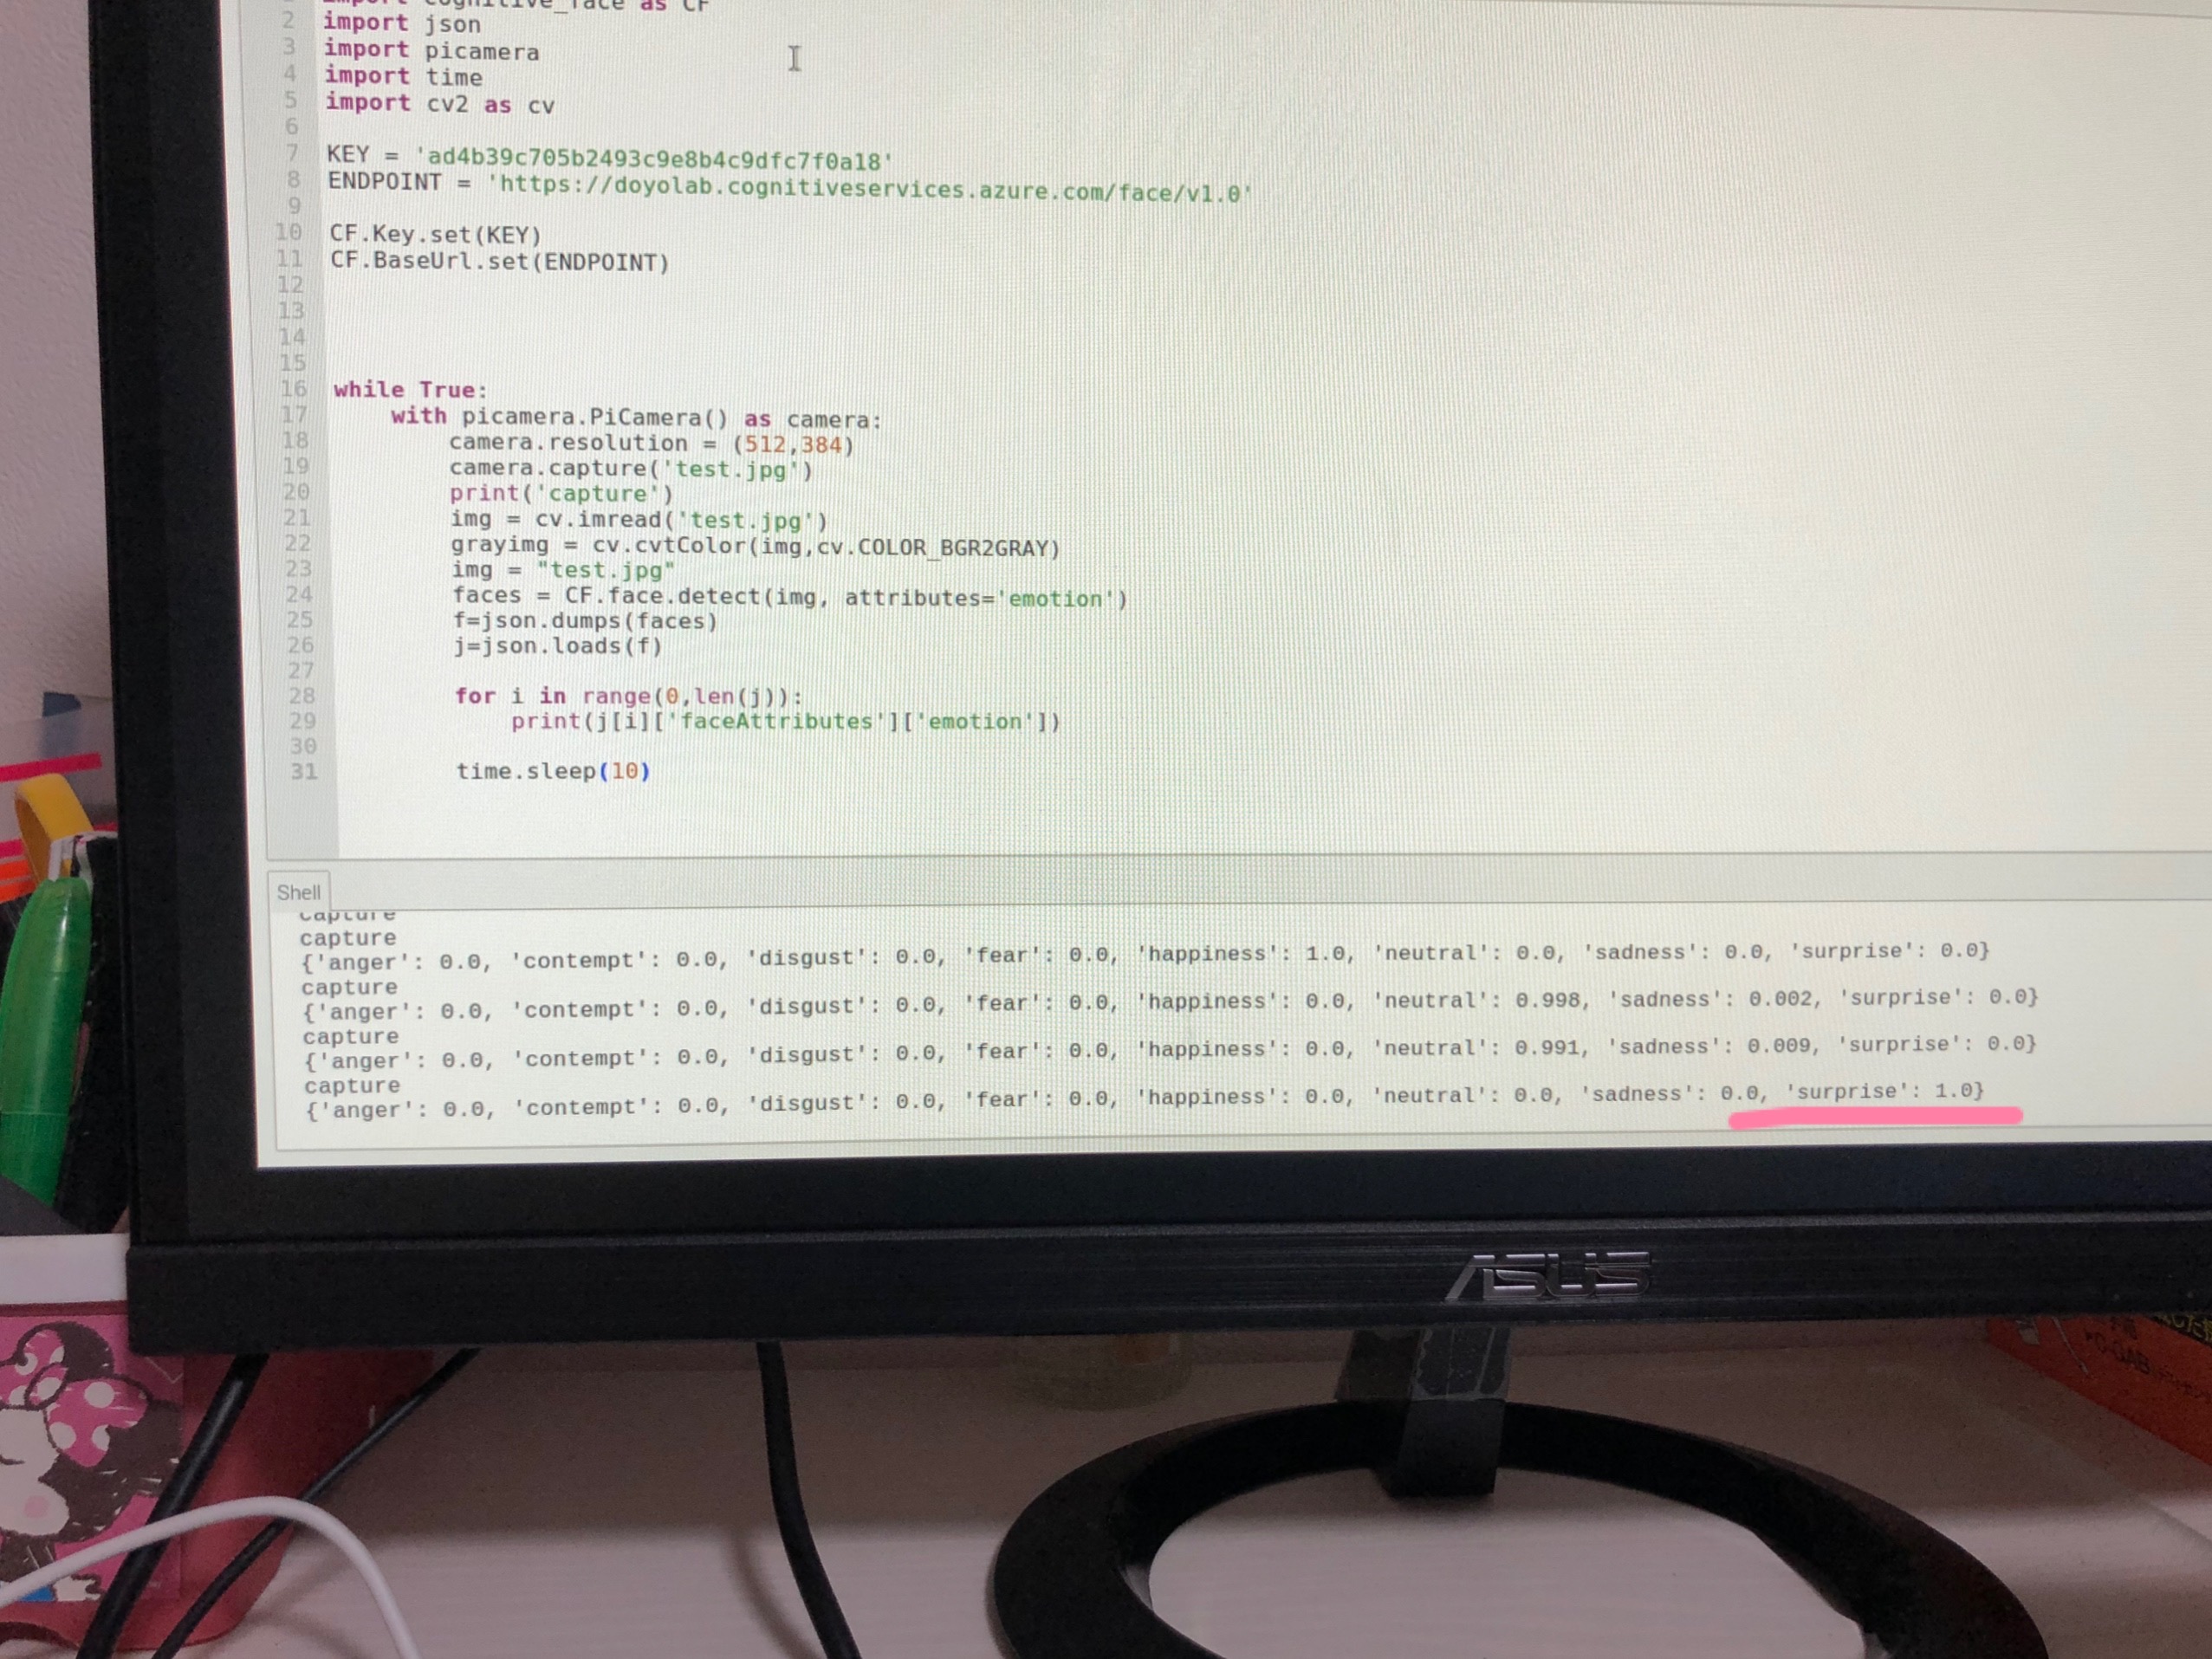 import cognitive_face as CF
2 import json
3 import picamera
4 import time
5 import cv2 as cv
6
7 KEY = 'ad4b39c705b2493c9e8b4c9dfc7f0a18'
8 ENDPOINT = 'https://doyolab.cognitiveservices.azure.com/face/v1.0'
9
10 CF.Key.set(KEY)
11 CF.BaseUrl.set(ENDPOINT)
12
13
14
15
16 while True:
17 with picamera.PiCamera() as camera:
18 camera.resolution = (512,384)
19 camera.capture('test.jpg')
20 print('capture')
21 img = cv.imread('test.jpg')
22 grayimg = cv.cvtColor(img,cv.COLOR_BGR2GRAY)
23 img = "test.jpg"
24 faces = CF.face.detect(img, attributes='emotion')
25 f=json.dumps(faces)
26 j=json.loads(f)
27
28 for i in range(0,len(j)):
29 print(j[i]['faceAttributes']['emotion'])
30
31 time.sleep(10)
Shell
capture
capture
{'anger': 0.0, 'contempt': 0.0, 'disgust': 0.0, 'fear': 0.0, 'happiness': 1.0, 'neutral': 0.0, 'sadness': 0.0, 'surprise': 0.0}
capture
{'anger': 0.0, 'contempt': 0.0, 'disgust': 0.0, 'fear': 0.0, 'happiness': 0.0, 'neutral': 0.998, 'sadness': 0.002, 'surprise': 0.0}
capture
{'anger': 0.0, 'contempt': 0.0, 'disgust': 0.0, 'fear': 0.0, 'happiness': 0.0, 'neutral': 0.991, 'sadness': 0.009, 'surprise': 0.0}
capture
{'anger': 0.0, 'contempt': 0.0, 'disgust': 0.0, 'fear': 0.0, 'happiness': 0.0, 'neutral': 0.0, 'sadness': 0.0, 'surprise': 1.0}
ASUS